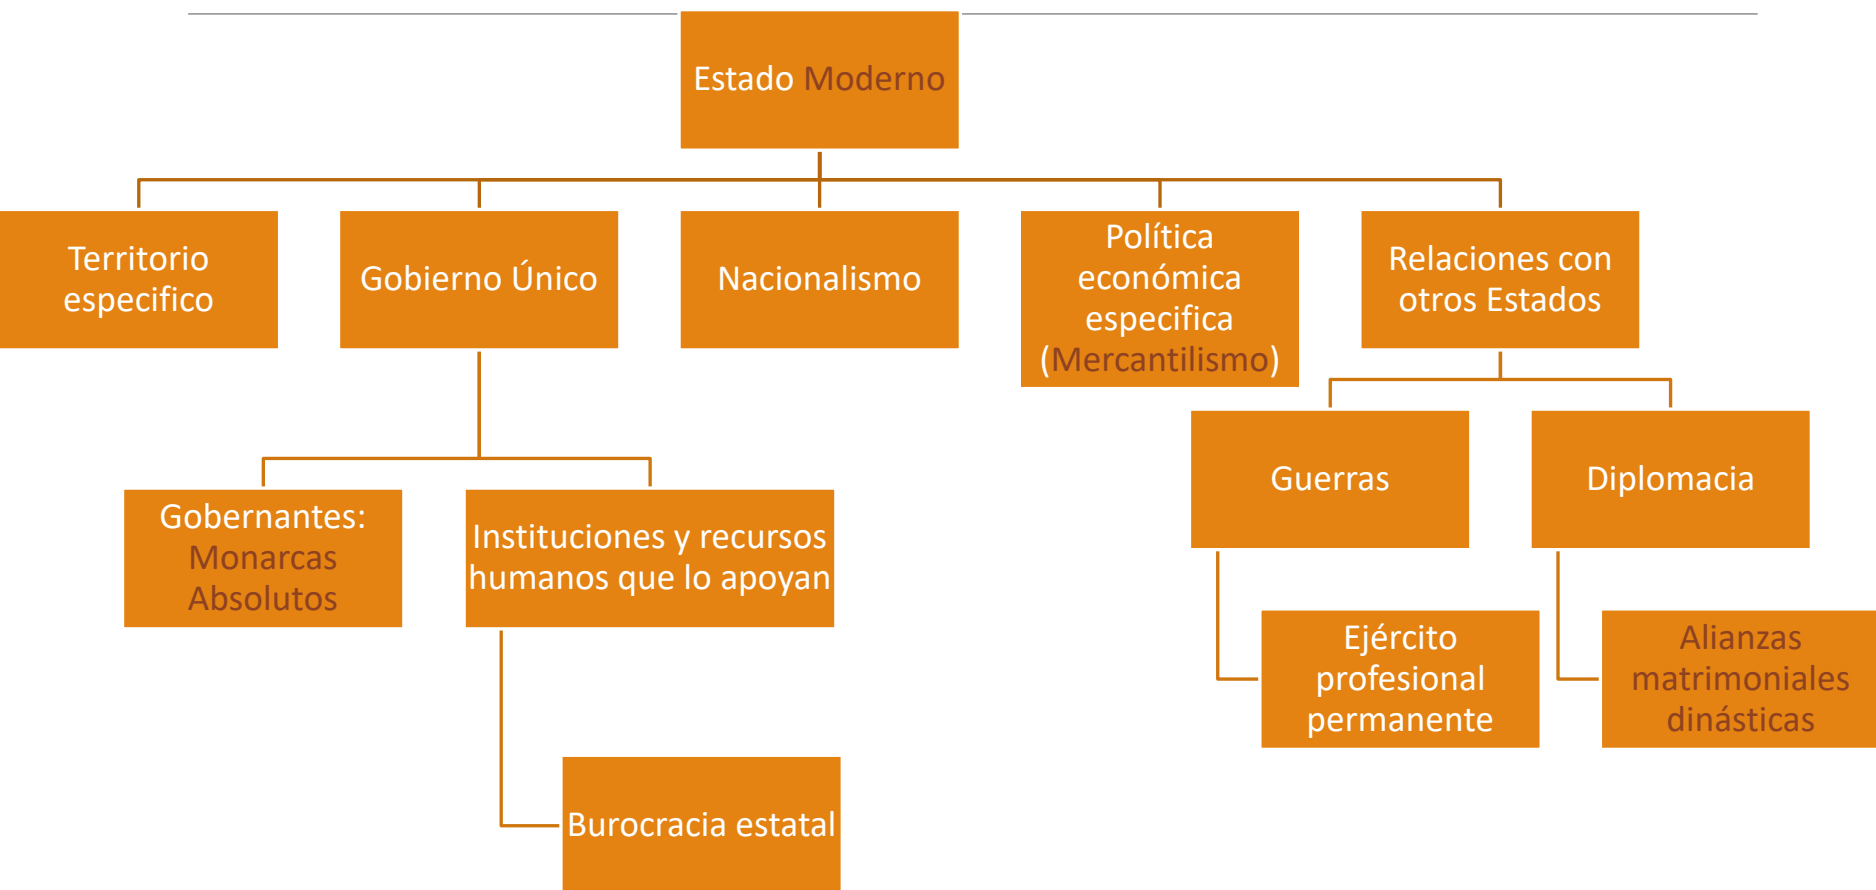 Estado Moderno
Territorio
especifico
Gobierno Único
Nacionalismo
Política
económica
especifica
(Mercantilismo)
Relaciones con
otros Estados
Gobernantes:
Monarcas
Absolutos
Instituciones y recursos
humanos que lo apoyan
Burocracia estatal
Guerras
Diplomacia
Ejército
profesional
permanente
Alianzas
matrimoniales
dinásticas